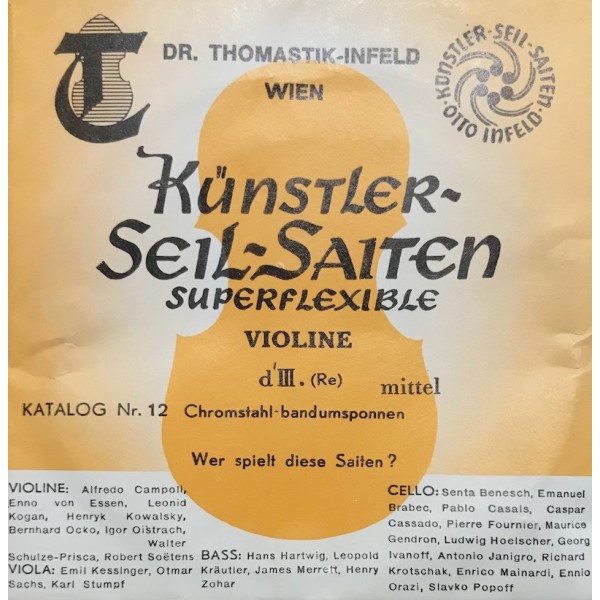 DR. THOMASTIK-INFELD
WIEN
KÜNSTLER-SEIL-SAITEN
OTTO INFELD
KÜNSTLER-
SEIL-SAITEN
SUPERFLEXIBLE
VIOLINE
d'III. (Re) mittel
KATALOG Nr. 12 Chromstahl-bandumsponnen
Wer spielt diese Saiten?
VIOLINE: Alfredo Campoli,
Enno von Essen, Leonid
Kogan, Henryk Kowalsky,
Bernhard Ocko, Igor Oistrach,
Walter
Schulze-Prisca, Robert Soëtens
VIOLA: Emil Kessinger, Otmar
Sachs, Karl Stumpf
BASS: Hans Hartwig, Leopold
Kräutler, James Merrett, Henry
Zohar
CELLO: Senta Benesch, Emanuel
Brabec, Pablo Casals, Caspar
Cassado, Pierre Fournier, Maurice
Gendron, Ludwig Hoelscher, Georg
Ivanoff, Antonio Janigro, Richard
Krotschak, Enrico Mainardi, Ennio
Orazi, Slavko Popoff